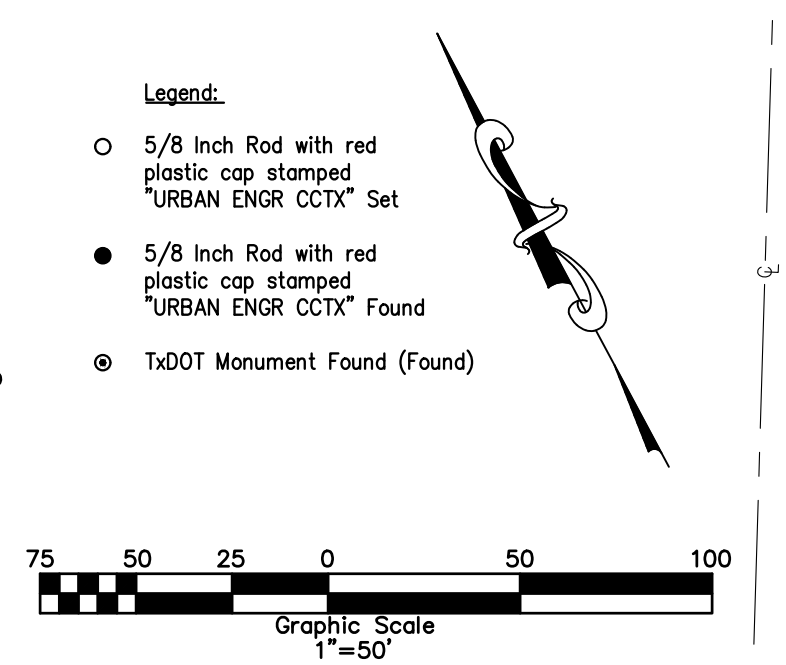 Legend:
5/8 Inch Rod with red
plastic cap stamped
"URBAN ENGR CCTX" Set
5/8 Inch Rod with red
plastic cap stamped
"URBAN ENGR CCTX" Found
TxDOT Monument Found (Found)
℄
75 50 25 0 50 100
Graphic Scale
1"=50'